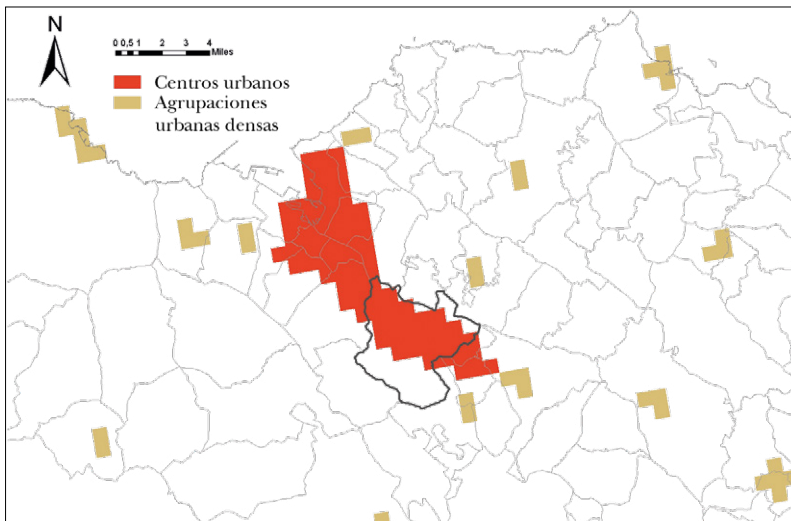 N
0 0,5 1 2 3 4
Miles
Centros urbanos
Agrupaciones
urbanas densas